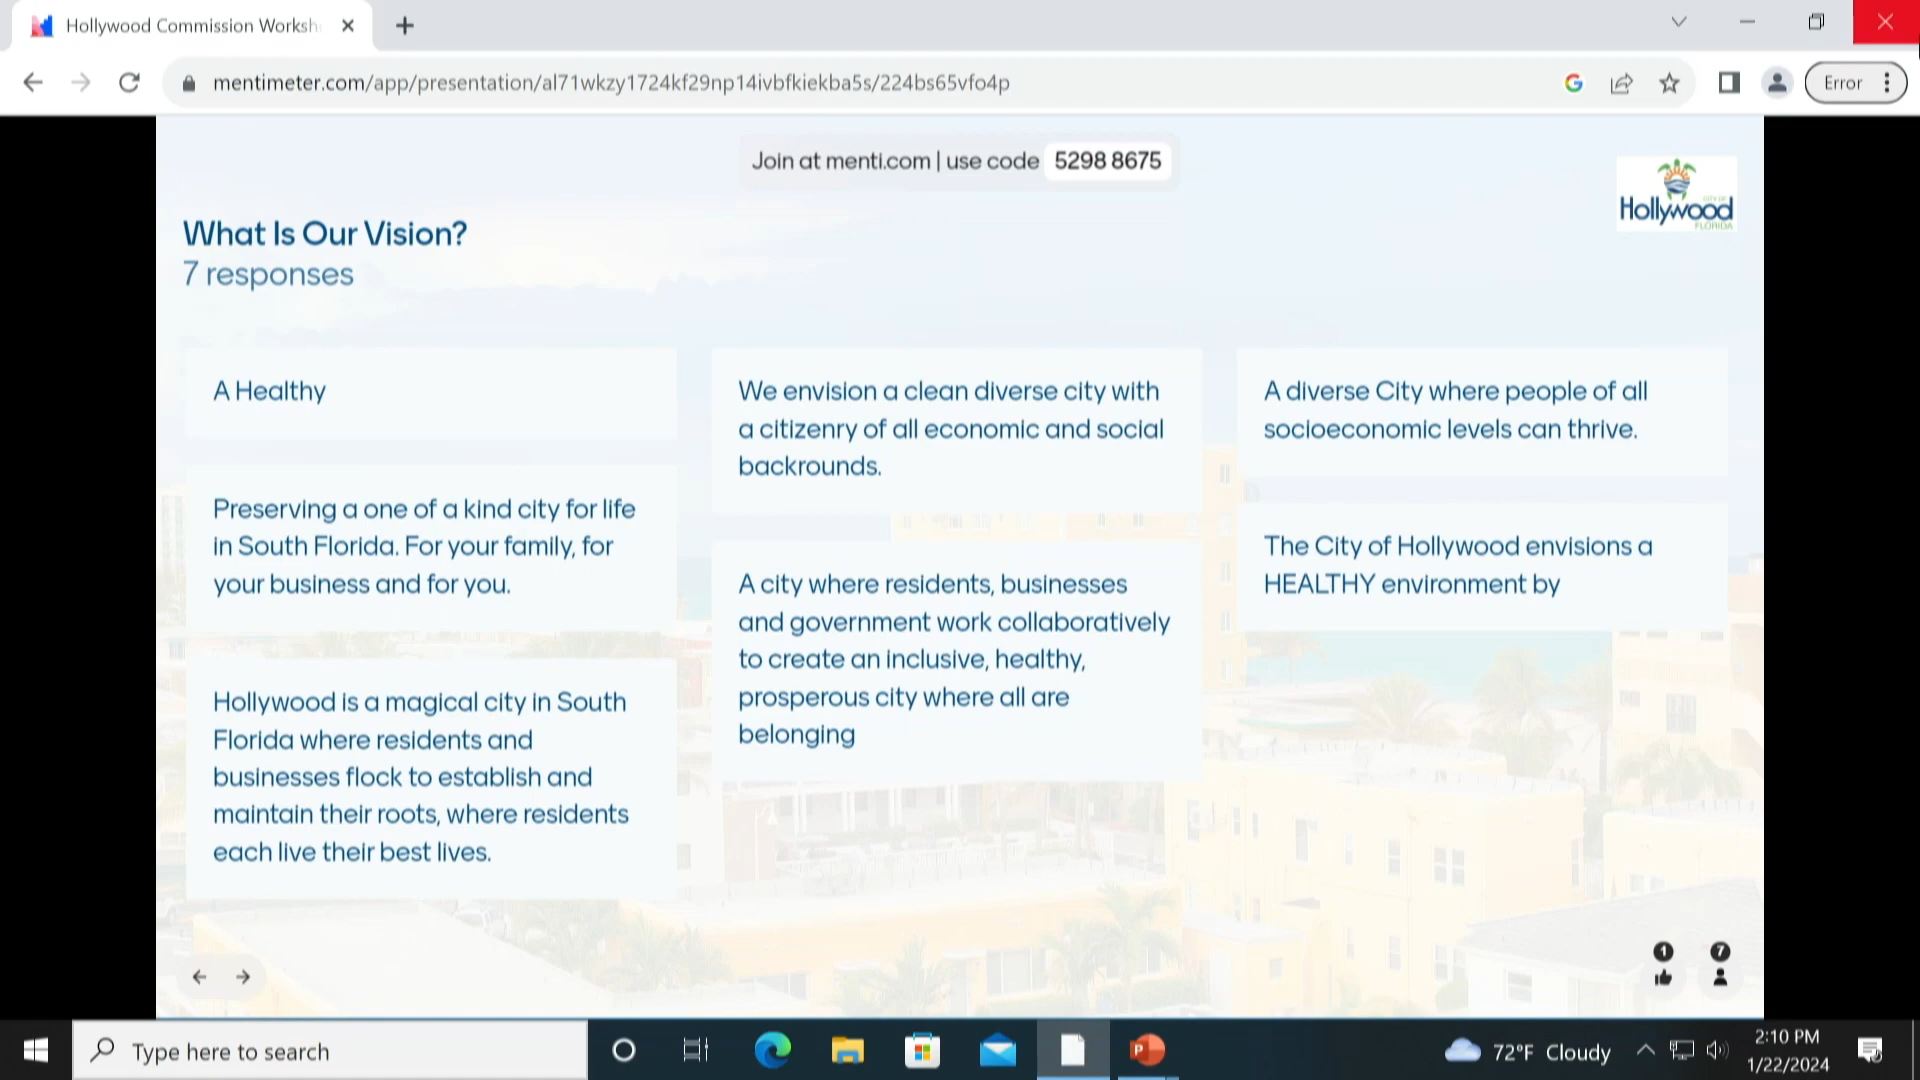 Hollywood Commission Worksh
mentimeter.com/app/presentation/al71wkzy1724kf29np14ivbfkiekba5s/224bs65vfo4p
Error
Join at menti.com | use code 5298 8675
CITY OF
Hollywood
FLORIDA
What Is Our Vision?
7 responses
A Healthy
Preserving a one of a kind city for life
in South Florida. For your family, for
your business and for you.
Hollywood is a magical city in South
Florida where residents and
businesses flock to establish and
maintain their roots, where residents
each live their best lives.
We envision a clean diverse city with
a citizenry of all economic and social
backrounds.
A city where residents, businesses
and government work collaboratively
to create an inclusive, healthy,
prosperous city where all are
belonging
A diverse City where people of all
socioeconomic levels can thrive.
The City of Hollywood envisions a
HEALTHY environment by
1
7
Type here to search
P
72°F Cloudy
2:10 PM
1/22/2024